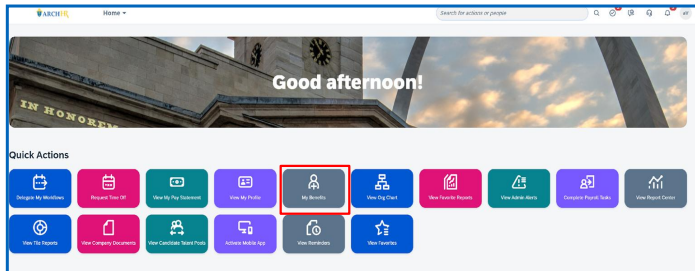 ARCHHR
Home
Search for actions or people
Good afternoon!
IN HONOR
Quick Actions
Delegate My Workflows
Request Time Off
View My Pay Statement
View My Profile
My Benefits
View Org Chart
View Favorite Reports
View Admin Alerts
Complete Payroll Tasks
View Report Center
View Tile Reports
View Company Documents
View Candidate Talent Pools
Activate Mobile App
View Reminders
View Favorites